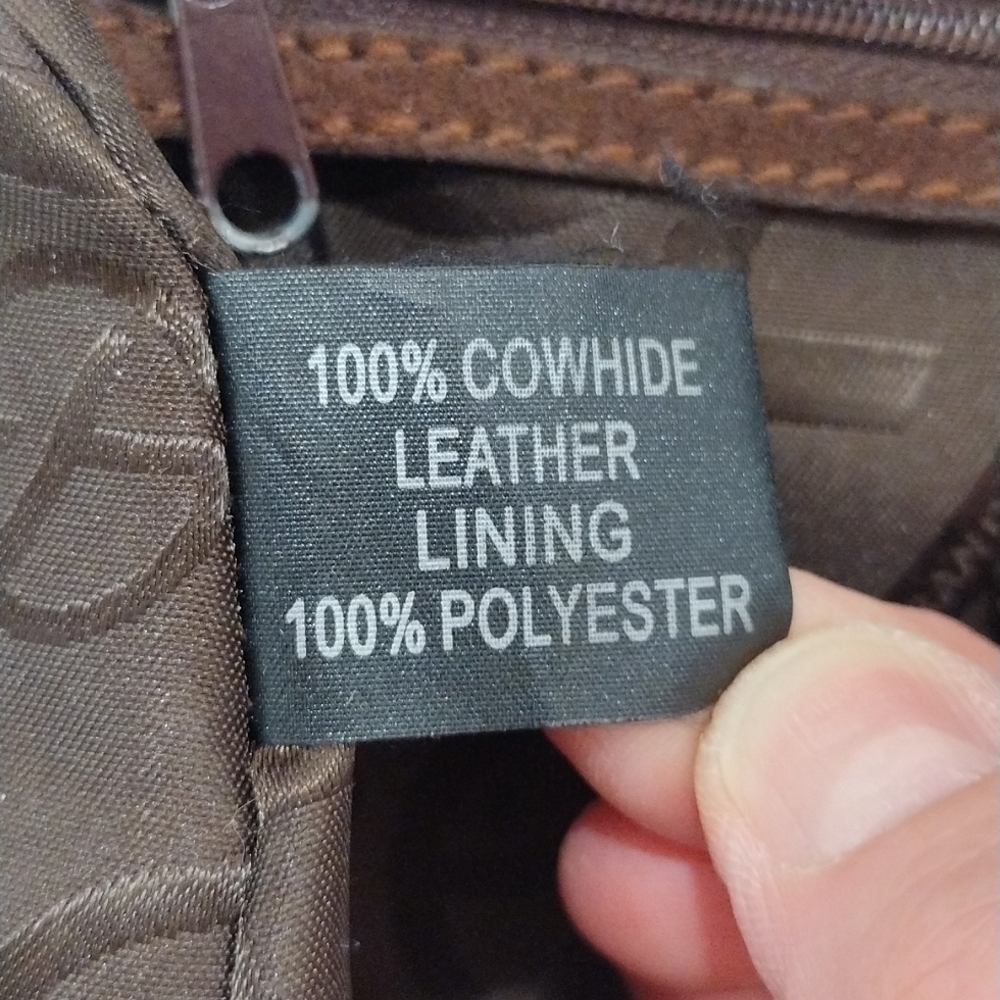 100% COWHIDE
LEATHER
LINING
100% POLYESTER